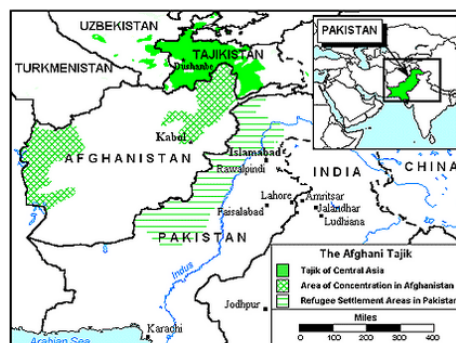 UZBEKISTAN
PAKISTAN
TAJIKISTAN
Dushanbe
TURKMENISTAN
Kabol
AFGHANISTAN
Islamabad
Rawalpindi
CHINA
INDIA
Lahore
Amritsar
Faisalabad
Jalandhar
Ludhiana
PAKISTAN
Indus
The Afghani Tajik
Tajik of Central Asia
Area of Concentration in Afghanistan
Refugee Settlement Areas in Pakistan
Miles
0 100 200 300 400
Jodhpur
Karachi
Arabian Sea